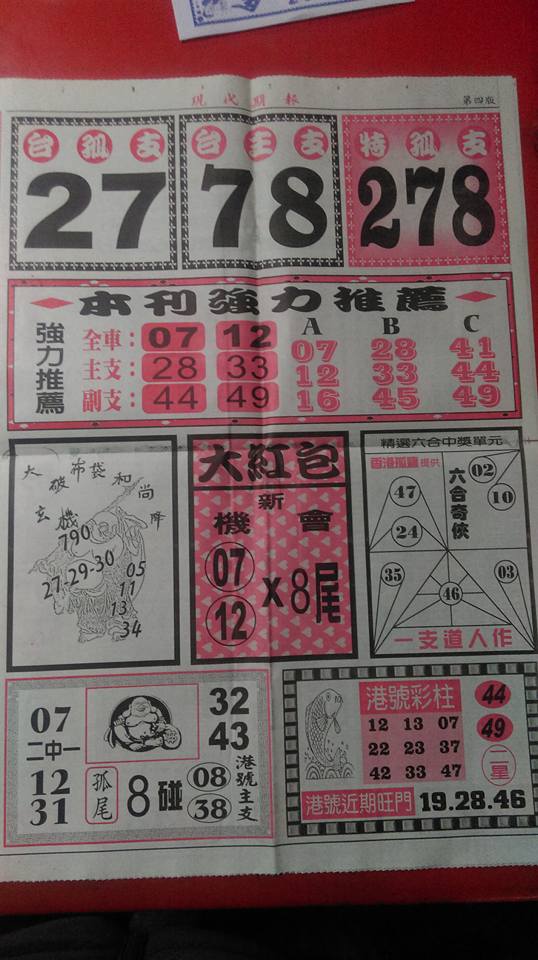 現代期報
第四版
台孤支
27
台主支
78
特孤支
278
本刊強力推薦
強力推薦
全車：07 12
主支：28 33
副支：44 49
A B C
07 28 41
12 33 44
16 45 49
大破布袋和尚
玄機 降
790
27-29-30
05
11
13
34
大紅包
新
機會
07
12
x8尾
精選六合中獎單元
香港孤鷹提供
六合奇俠
02
10
47
24
35
46
03
一支道人作
07
二中一
12
31
32
43
孤尾
8碰
08
38
港號主支
港號彩柱
12 13 07
22 23 37
42 33 47
44
49
二星
港號近期旺門
19.28.46